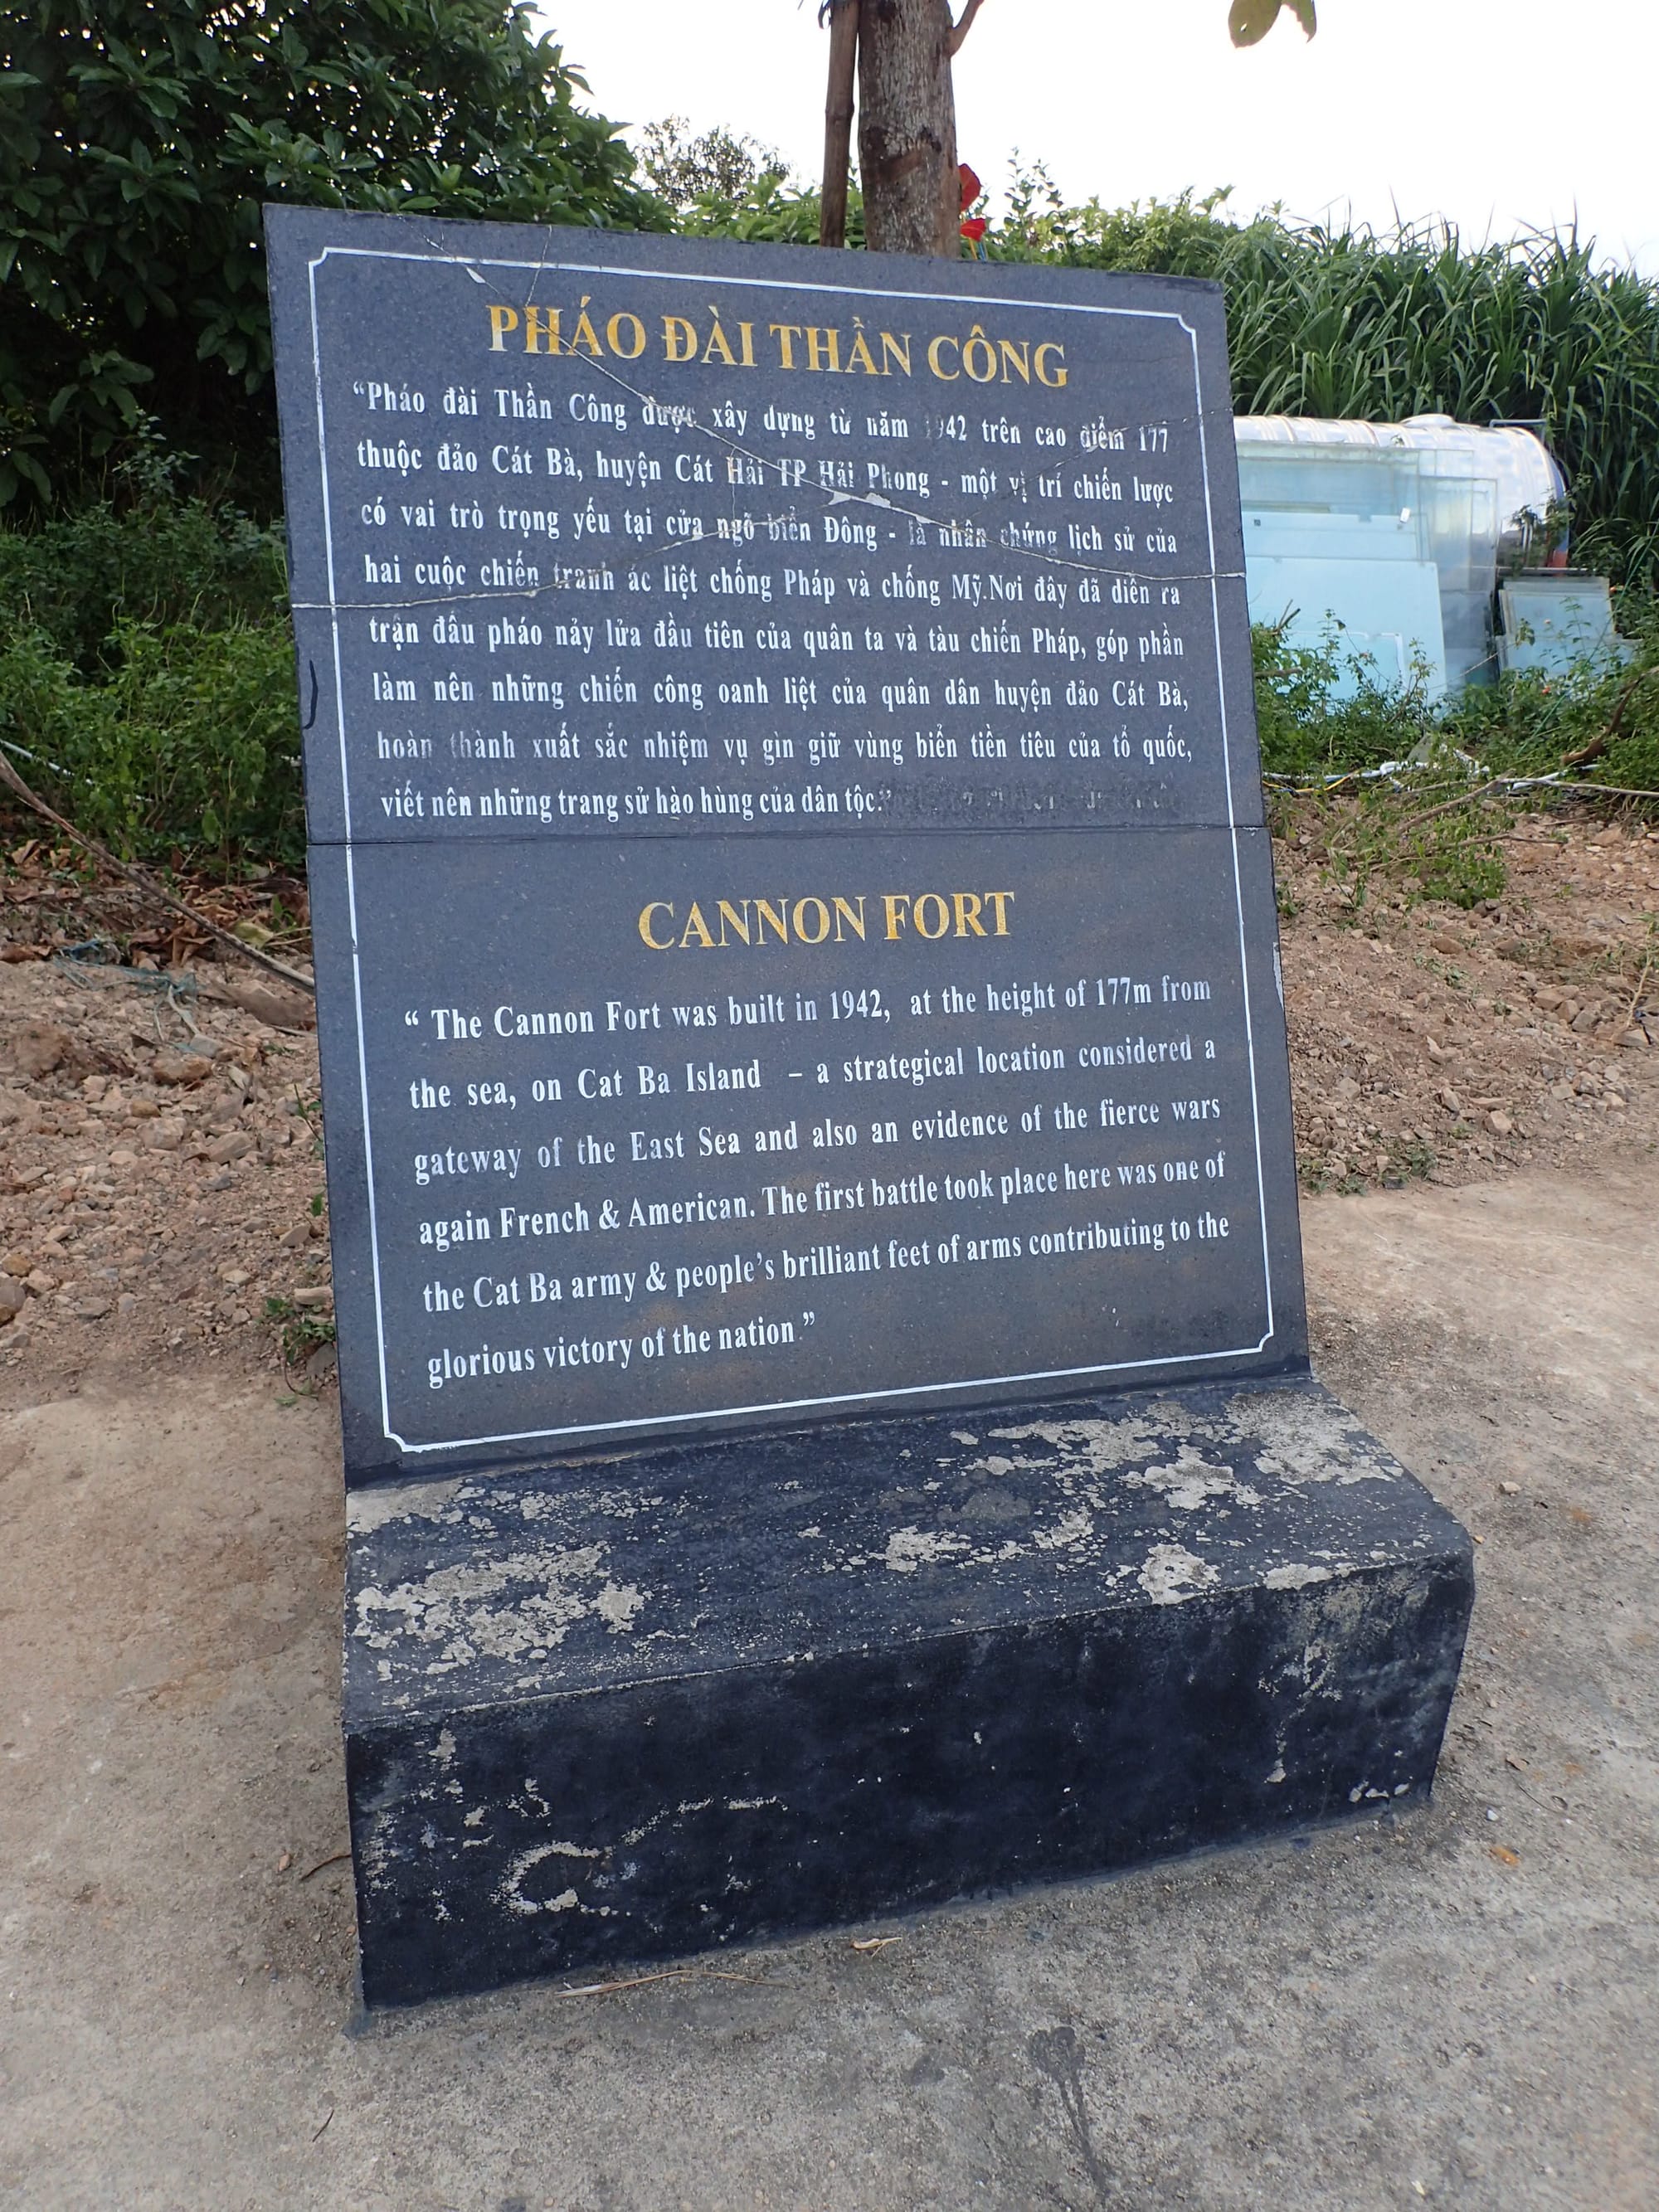 PHÁO ĐÀI THẦN CÔNG
“Pháo đài Thần Công được xây dựng từ năm 1942 trên cao điểm 177
thuộc đảo Cát Bà, huyện Cát Hải TP Hải Phong - một vị trí chiến lược
có vai trò trọng yếu tại cửa ngõ biển Đông - là nhân chứng lịch sử của
hai cuộc chiến tranh ác liệt chống Pháp và chống Mỹ.Nơi đây đã diễn ra
trận đấu pháo nảy lửa đầu tiên của quân ta và tàu chiến Pháp, góp phần
làm nên những chiến công oanh liệt của quân dân huyện đảo Cát Bà,
hoàn thành xuất sắc nhiệm vụ gìn giữ vùng biển tiền tiêu của tổ quốc,
viết nên những trang sử hào hùng của dân tộc.”
CANNON FORT
“ The Cannon Fort was built in 1942, at the height of 177m from
the sea, on Cat Ba Island – a strategical location considered a
gateway of the East Sea and also an evidence of the fierce wars
again French & American. The first battle took place here was one of
the Cat Ba army & people’s brilliant feet of arms contributing to the
glorious victory of the nation.”